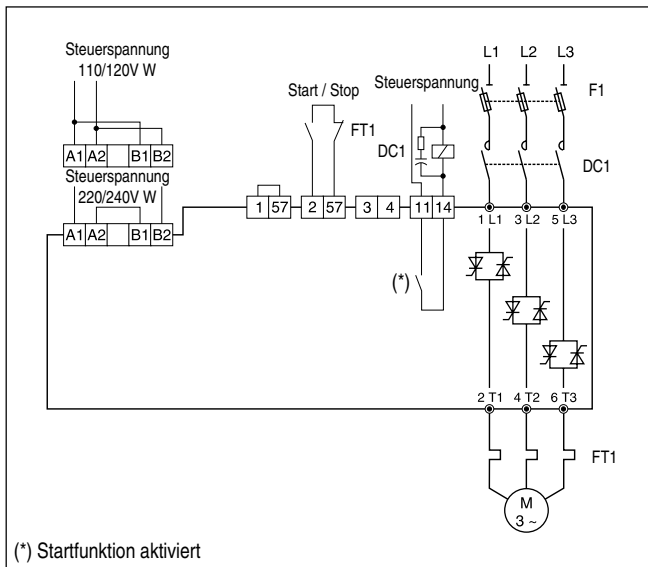 Steuerspannung
110/120V W
A1 A2 B1 B2
Steuerspannung
220/240V W
A1 A2 B1 B2
Start / Stop
FT1
1 57
2 57
3 4
Steuerspannung
DC1
11 14
(*)
L1 L2 L3
F1
DC1
1 L1 3 L2 5 L3
2 T1 4 T2 6 T3
FT1
M
3 ~
(*) Startfunktion aktiviert